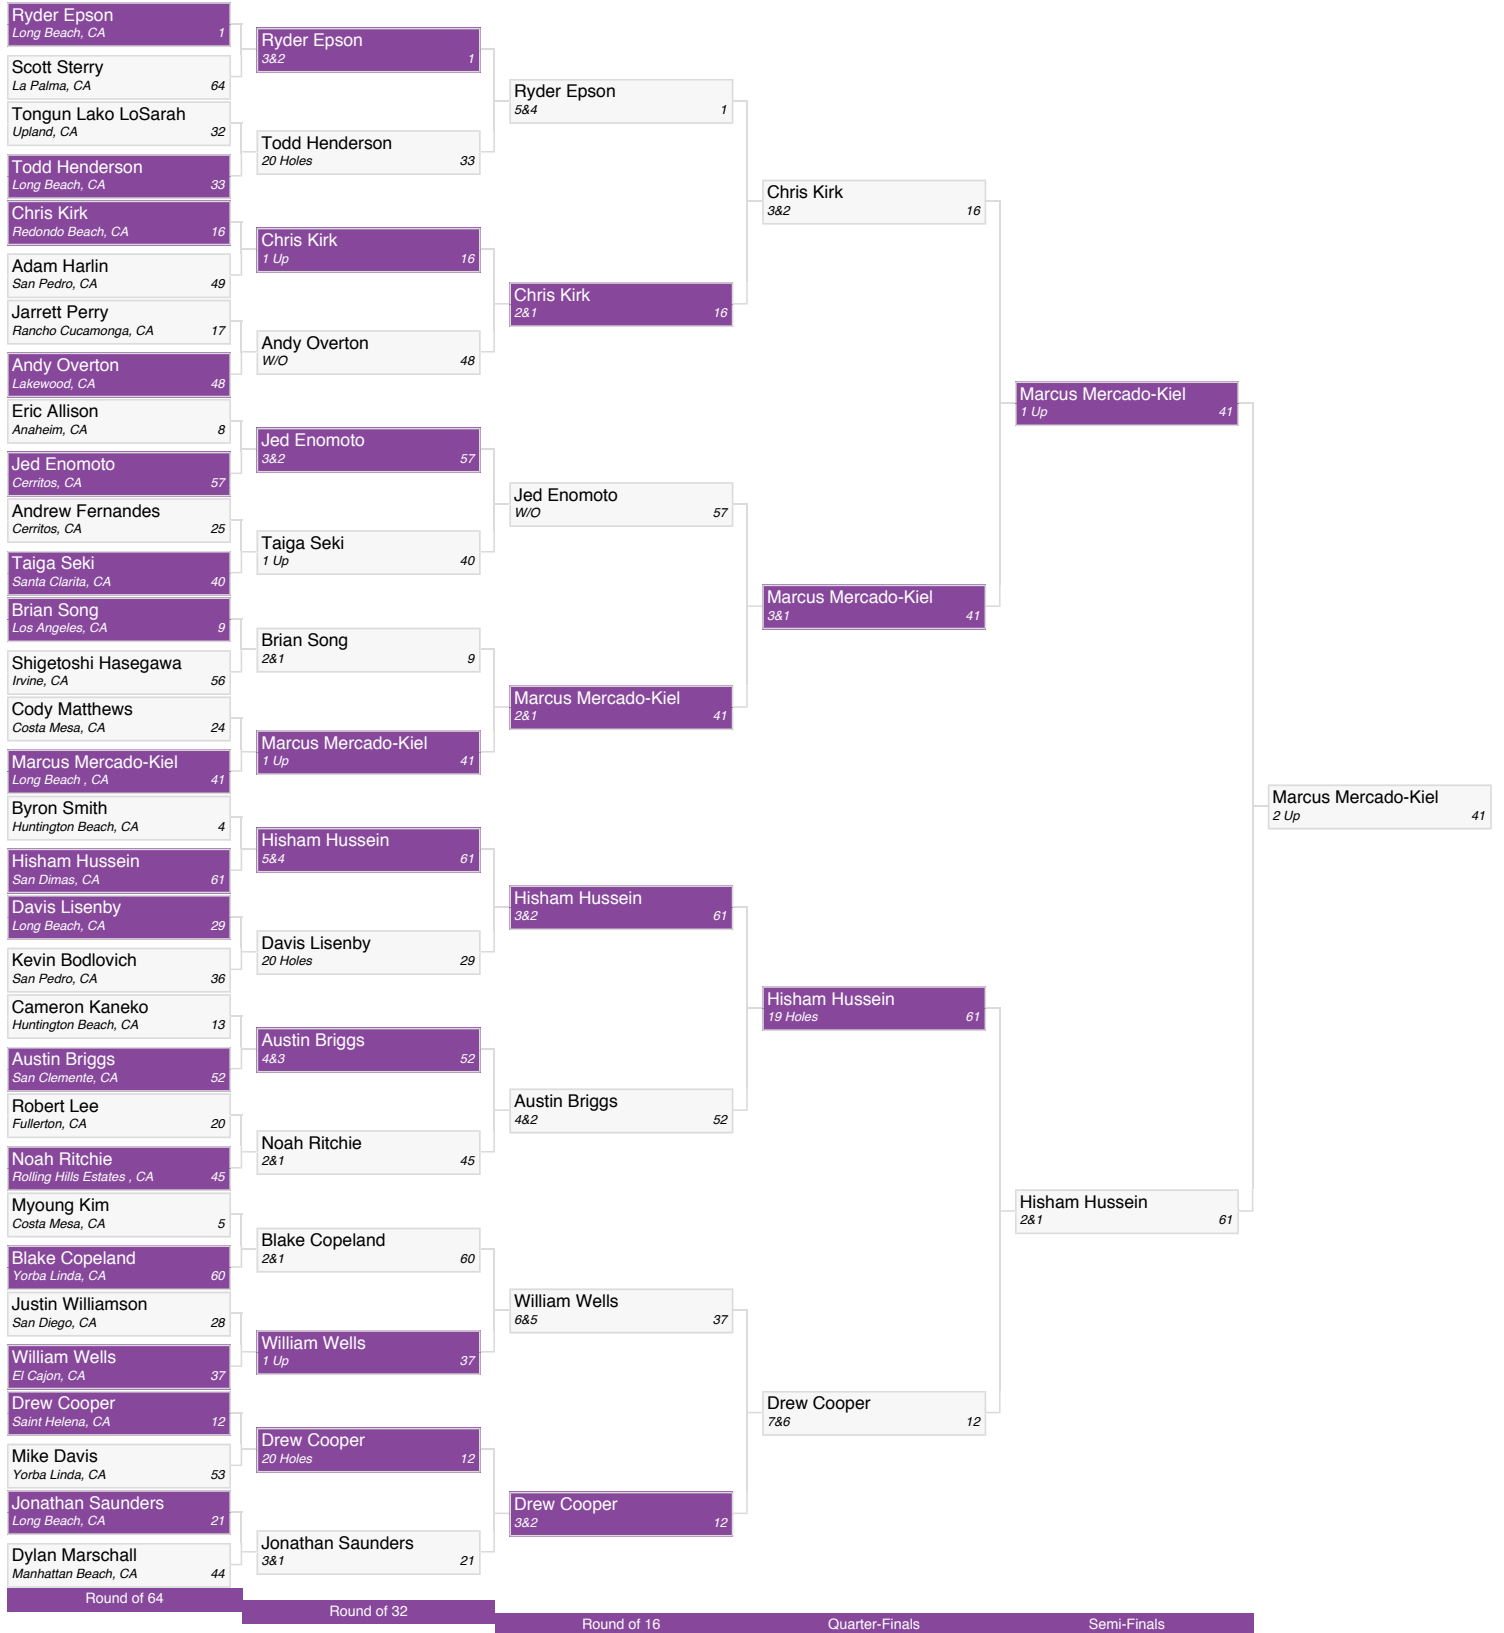 Ryder Epson
Long Beach, CA 1
Scott Sterry
La Palma, CA 64
Tongun Lako LoSarah
Upland, CA 32
Todd Henderson
Long Beach, CA 33
Chris Kirk
Redondo Beach, CA 16
Adam Harlin
San Pedro, CA 49
Jarrett Perry
Rancho Cucamonga, CA 17
Andy Overton
Lakewood, CA 48
Eric Allison
Anaheim, CA 8
Jed Enomoto
Cerritos, CA 57
Andrew Fernandes
Cerritos, CA 25
Taiga Seki
Santa Clarita, CA 40
Brian Song
Los Angeles, CA 9
Shigetoshi Hasegawa
Irvine, CA 56
Cody Matthews
Costa Mesa, CA 24
Marcus Mercado-Kiel
Long Beach , CA 41
Byron Smith
Huntington Beach, CA 4
Hisham Hussein
San Dimas, CA 61
Davis Lisenby
Long Beach, CA 29
Kevin Bodlovich
San Pedro, CA 36
Cameron Kaneko
Huntington Beach, CA 13
Austin Briggs
San Clemente, CA 52
Robert Lee
Fullerton, CA 20
Noah Ritchie
Rolling Hills Estates , CA 45
Myoung Kim
Costa Mesa, CA 5
Blake Copeland
Yorba Linda, CA 60
Justin Williamson
San Diego, CA 28
William Wells
El Cajon, CA 37
Drew Cooper
Saint Helena, CA 12
Mike Davis
Yorba Linda, CA 53
Jonathan Saunders
Long Beach, CA 21
Dylan Marschall
Manhattan Beach, CA 44
Round of 64
Ryder Epson
3&2 1
Todd Henderson
20 Holes 33
Chris Kirk
1 Up 16
Andy Overton
W/O 48
Jed Enomoto
3&2 57
Taiga Seki
1 Up 40
Brian Song
2&1 9
Marcus Mercado-Kiel
1 Up 41
Hisham Hussein
5&4 61
Davis Lisenby
20 Holes 29
Austin Briggs
4&3 52
Noah Ritchie
2&1 45
Blake Copeland
2&1 60
William Wells
1 Up 37
Drew Cooper
20 Holes 12
Jonathan Saunders
3&1 21
Round of 32
Ryder Epson
5&4 1
Chris Kirk
2&1 16
Jed Enomoto
W/O 57
Marcus Mercado-Kiel
2&1 41
Hisham Hussein
3&2 61
Austin Briggs
4&2 52
William Wells
6&5 37
Drew Cooper
3&2 12
Round of 16
Chris Kirk
3&2 16
Marcus Mercado-Kiel
3&1 41
Hisham Hussein
19 Holes 61
Drew Cooper
7&6 12
Quarter-Finals
Marcus Mercado-Kiel
1 Up 41
Hisham Hussein
2&1 61
Semi-Finals
Marcus Mercado-Kiel
2 Up 41